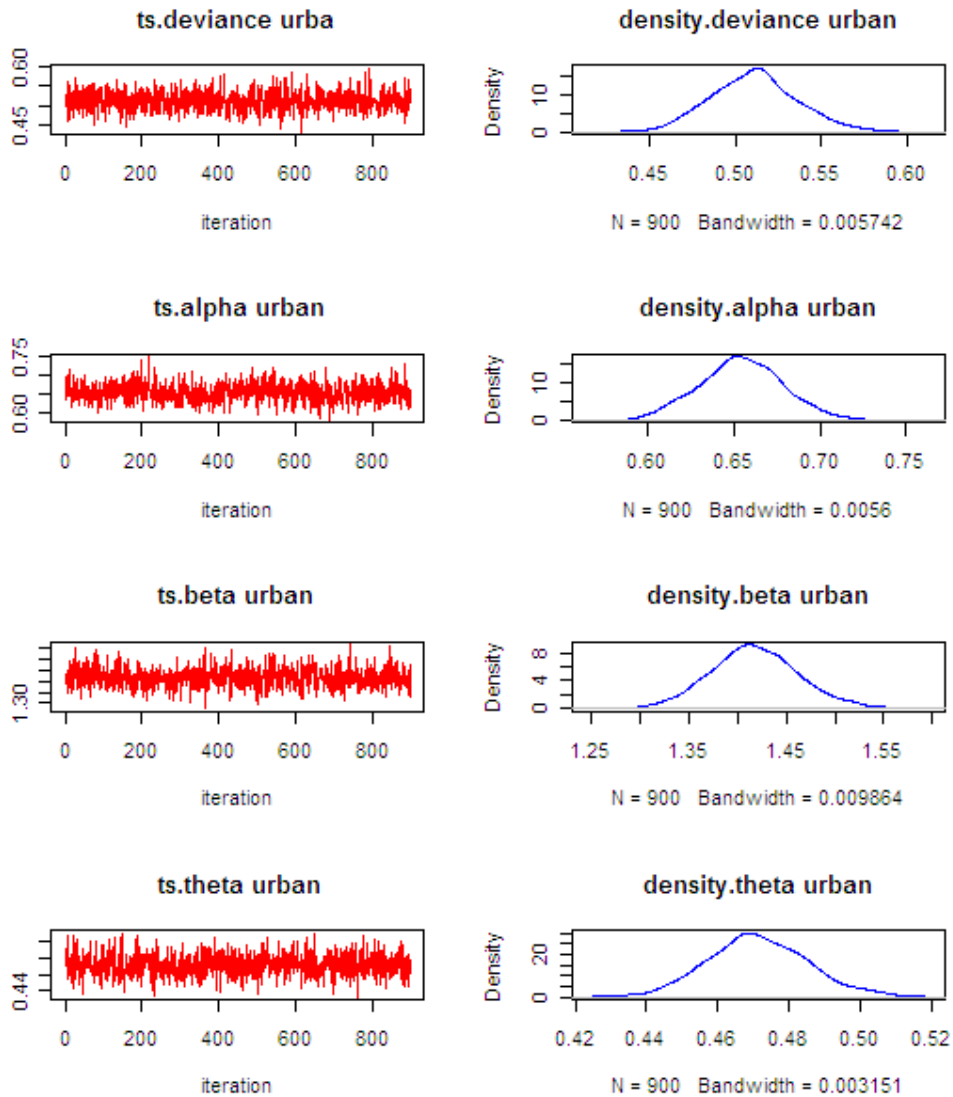 ts.deviance urba
density.deviance urban
0.60
0.45
0 200 400 600 800
iteration
Density
10
0
0.45 0.50 0.55 0.60
N = 900 Bandwidth = 0.005742
ts.alpha urban
density.alpha urban
0.75
0.60
0 200 400 600 800
iteration
Density
10
0
0.60 0.65 0.70 0.75
N = 900 Bandwidth = 0.0056
ts.beta urban
density.beta urban
1.30
0 200 400 600 800
iteration
Density
8
4
0
1.25 1.35 1.45 1.55
N = 900 Bandwidth = 0.009864
ts.theta urban
density.theta urban
0.44
0 200 400 600 800
iteration
Density
20
0
0.42 0.44 0.46 0.48 0.50 0.52
N = 900 Bandwidth = 0.003151